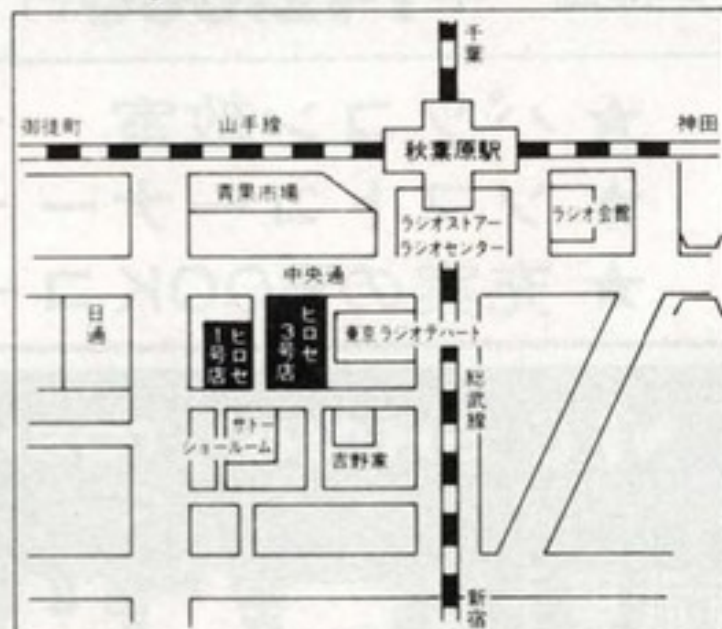 千葉
御徒町
山手線
神田
秋葉原駅
青果市場
ラジオストアー
ラジオセンター
ラジオ会館
中央通
日通
ヒロセ
1号店
ヒロセ
3号店
東京ラジオデパート
総武線
サトー
ショールーム
吉野家
新宿